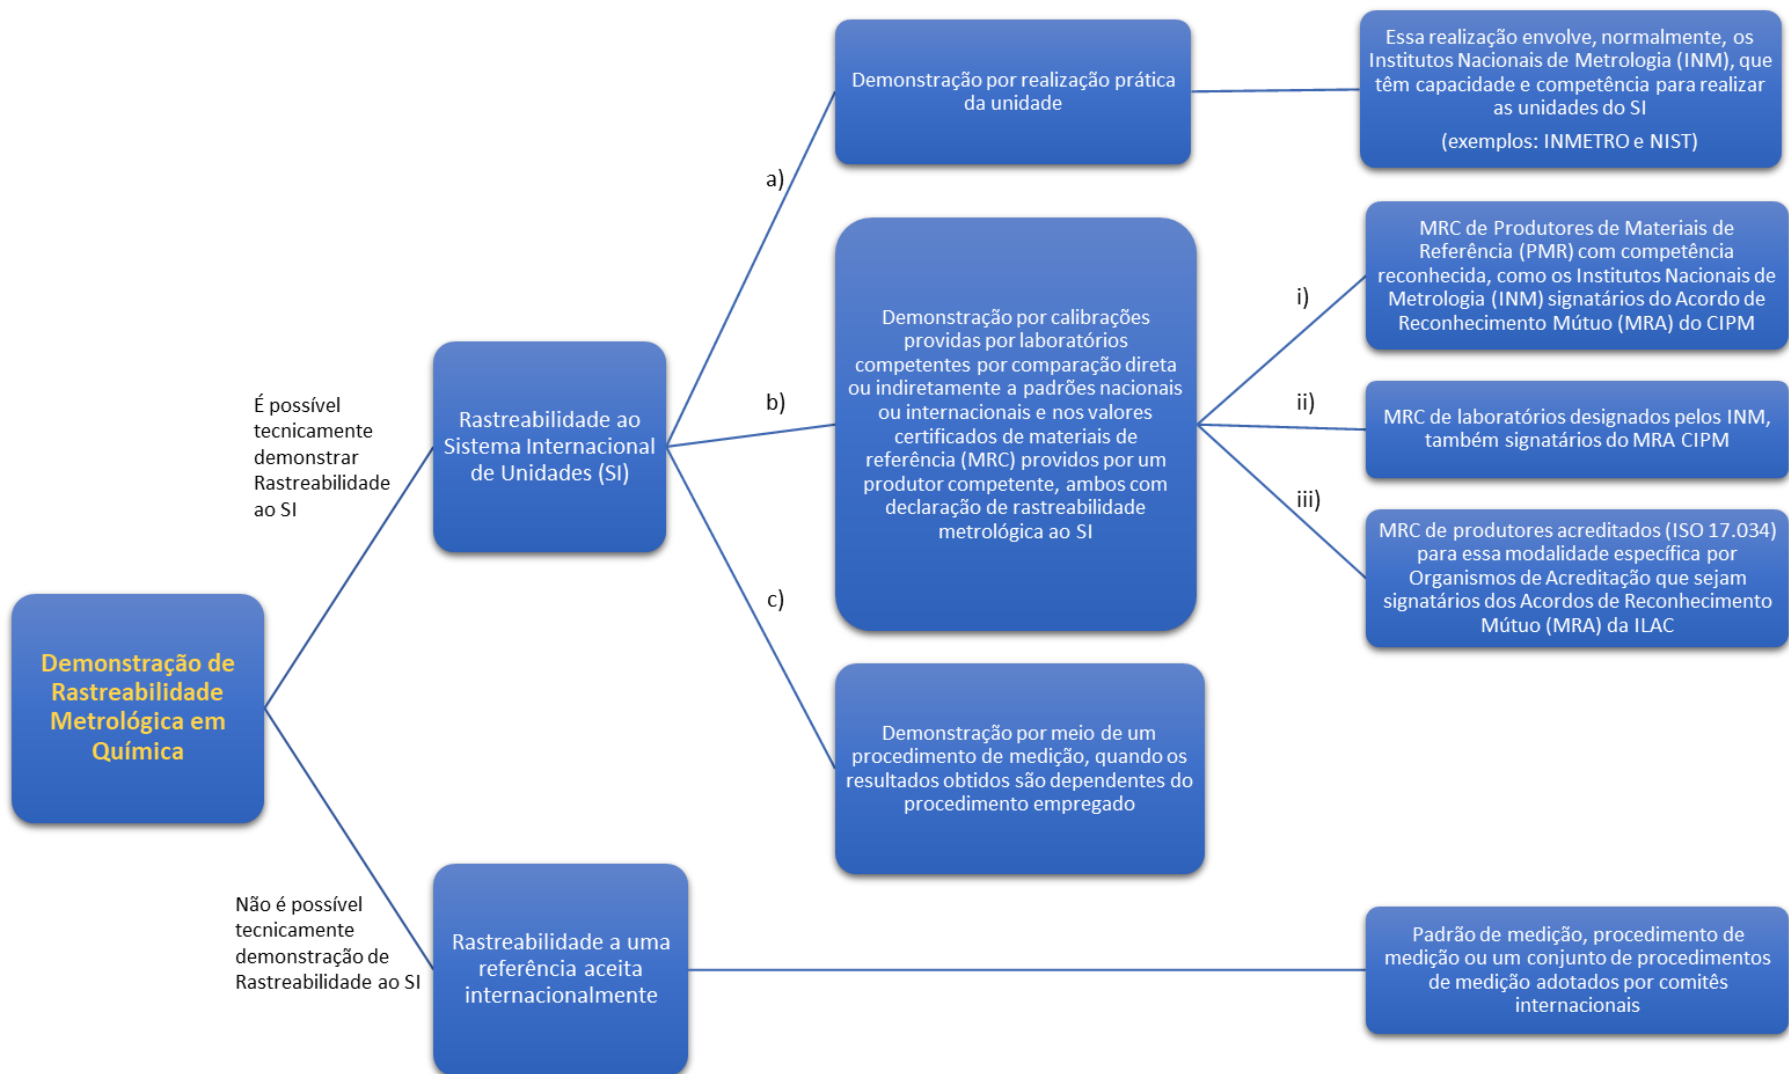 Demonstração de
Rastreabilidade
Metrológica em
Química
É possível
tecnicamente
demonstrar
Rastreabilidade
ao SI
Rastreabilidade ao
Sistema Internacional
de Unidades (SI)
a)
Demonstração por realização prática
da unidade
Essa realização envolve, normalmente, os
Institutos Nacionais de Metrologia (INM), que
têm capacidade e competência para realizar
as unidades do SI
(exemplos: INMETRO e NIST)
b)
Demonstração por calibrações
providas por laboratórios
competentes por comparação direta
ou indiretamente a padrões nacionais
ou internacionais e nos valores
certificados de materiais de
referência (MRC) providos por um
produtor competente, ambos com
declaração de rastreabilidade
metrológica ao SI
i)
MRC de Produtores de Materiais de
Referência (PMR) com competência
reconhecida, como os Institutos Nacionais de
Metrologia (INM) signatários do Acordo de
Reconhecimento Mútuo (MRA) do CIPM
ii)
MRC de laboratórios designados pelos INM,
também signatários do MRA CIPM
iii)
MRC de produtores acreditados (ISO 17.034)
para essa modalidade específica por
Organismos de Acreditação que sejam
signatários dos Acordos de Reconhecimento
Mútuo (MRA) da ILAC
c)
Demonstração por meio de um
procedimento de medição, quando os
resultados obtidos são dependentes do
procedimento empregado
Não é possível
tecnicamente
demonstração de
Rastreabilidade ao SI
Rastreabilidade a uma
referência aceita
internacionalmente
Padrão de medição, procedimento de
medição ou um conjunto de procedimentos
de medição adotados por comitês
internacionais